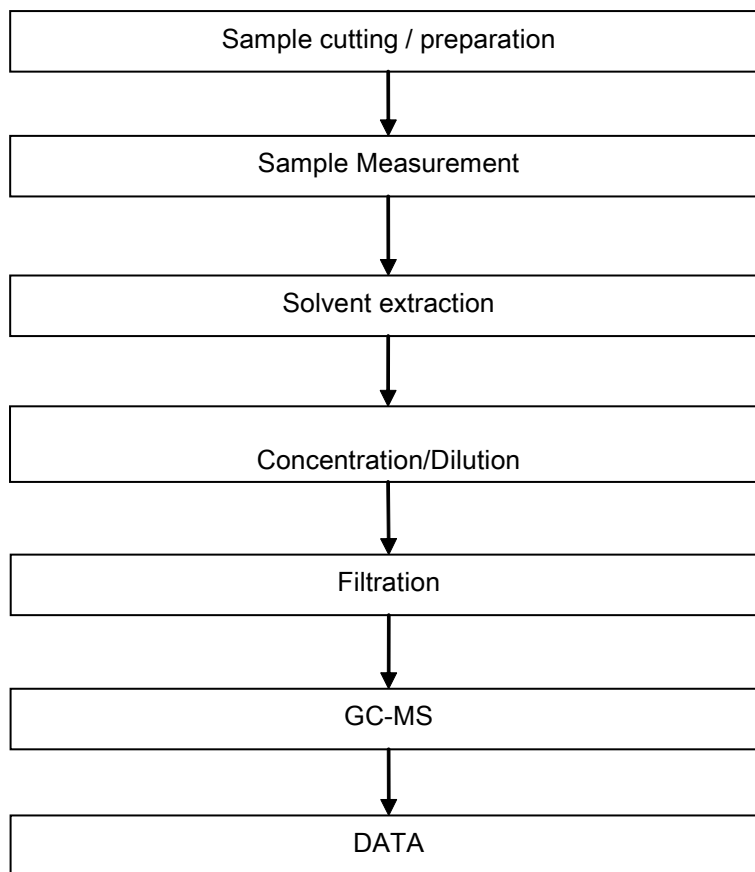 Sample cutting / preparation
Sample Measurement
Solvent extraction
Concentration/Dilution
Filtration
GC-MS
DATA